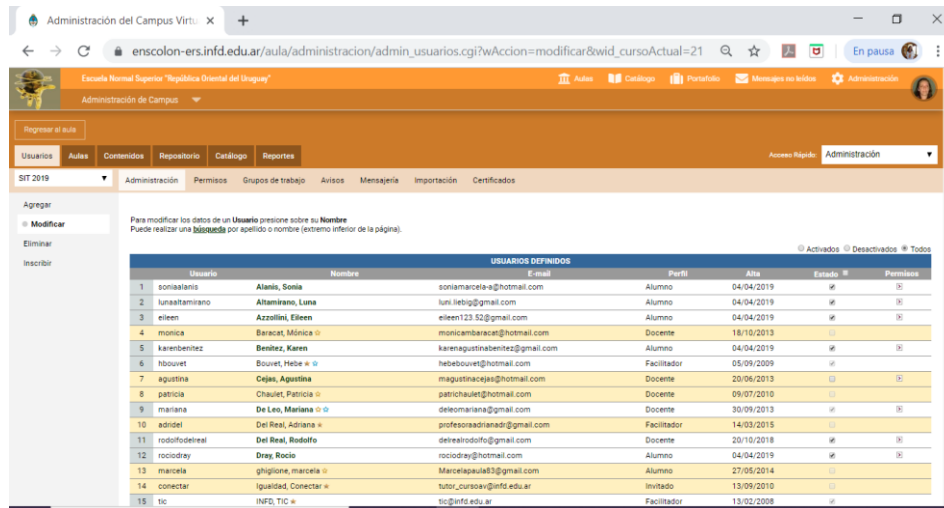 Administración del Campus Virtu
enscolon-ers.infd.edu.ar/aula/administracion/admin_usuarios.cgi?wAccion=modificar&wid_cursoActual=21
En pausa
Escuela Normal Superior "República Oriental del Uruguay"
Aulas Catálogo Portafolio Mensajes no leídos Administración
Administración de Campus
Regresar al aula
Usuarios Aulas Contenidos Repositorio Catálogo Reportes
Acceso Rápido: Administración
SIT 2019
Administración Permisos Grupos de trabajo Avisos Mensajería Importación Certificados
Agregar
Modificar
Eliminar
Inscribir
Para modificar los datos de un Usuario presione sobre su Nombre
Puede realizar una búsqueda por apellido o nombre (extremo inferior de la página).
Activados Desactivados Todos
USUARIOS DEFINIDOS
Usuario Nombre E-mail Perfil Alta Estado Permisos
1 soniaalanis Alanis, Sonia soniamarcela-a@hotmail.com Alumno 04/04/2019
2 lunaaltamirano Altamirano, Luna luni.liebig@gmail.com Alumno 04/04/2019
3 eileen Azzollini, Eileen eileen123.52@gmail.com Alumno 04/04/2019
4 monica Baracat, Mónica monicambaracat@hotmail.com Docente 18/10/2013
5 karenbenitez Benitez, Karen karenagustinabenitez@gmail.com Alumno 04/04/2019
6 hbouvet Bouvet, Hebe hebebouvet@hotmail.com Facilitador 05/09/2009
7 agustina Cejas, Agustina magustinacejas@hotmail.com Docente 20/06/2013
8 patricia Chaulet, Patricia patrichaulet@hotmail.com Docente 09/07/2010
9 mariana De Leo, Mariana deleomariana@gmail.com Docente 30/09/2013
10 adridel Del Real, Adriana profesoraadrianadr@gmail.com Facilitador 14/03/2015
11 rodolfodelreal Del Real, Rodolfo delrealrodolfo@gmail.com Docente 20/10/2018
12 rociodray Dray, Rocio rociodray@hotmail.com Alumno 04/04/2019
13 marcela ghiglione, marcela Marcelapaula83@gmail.com Alumno 27/05/2014
14 conectar Igualdad, Conectar tutor_cursoav@infd.edu.ar Invitado 13/09/2010
15 tic INFD, TIC tic@infd.edu.ar Facilitador 13/02/2008